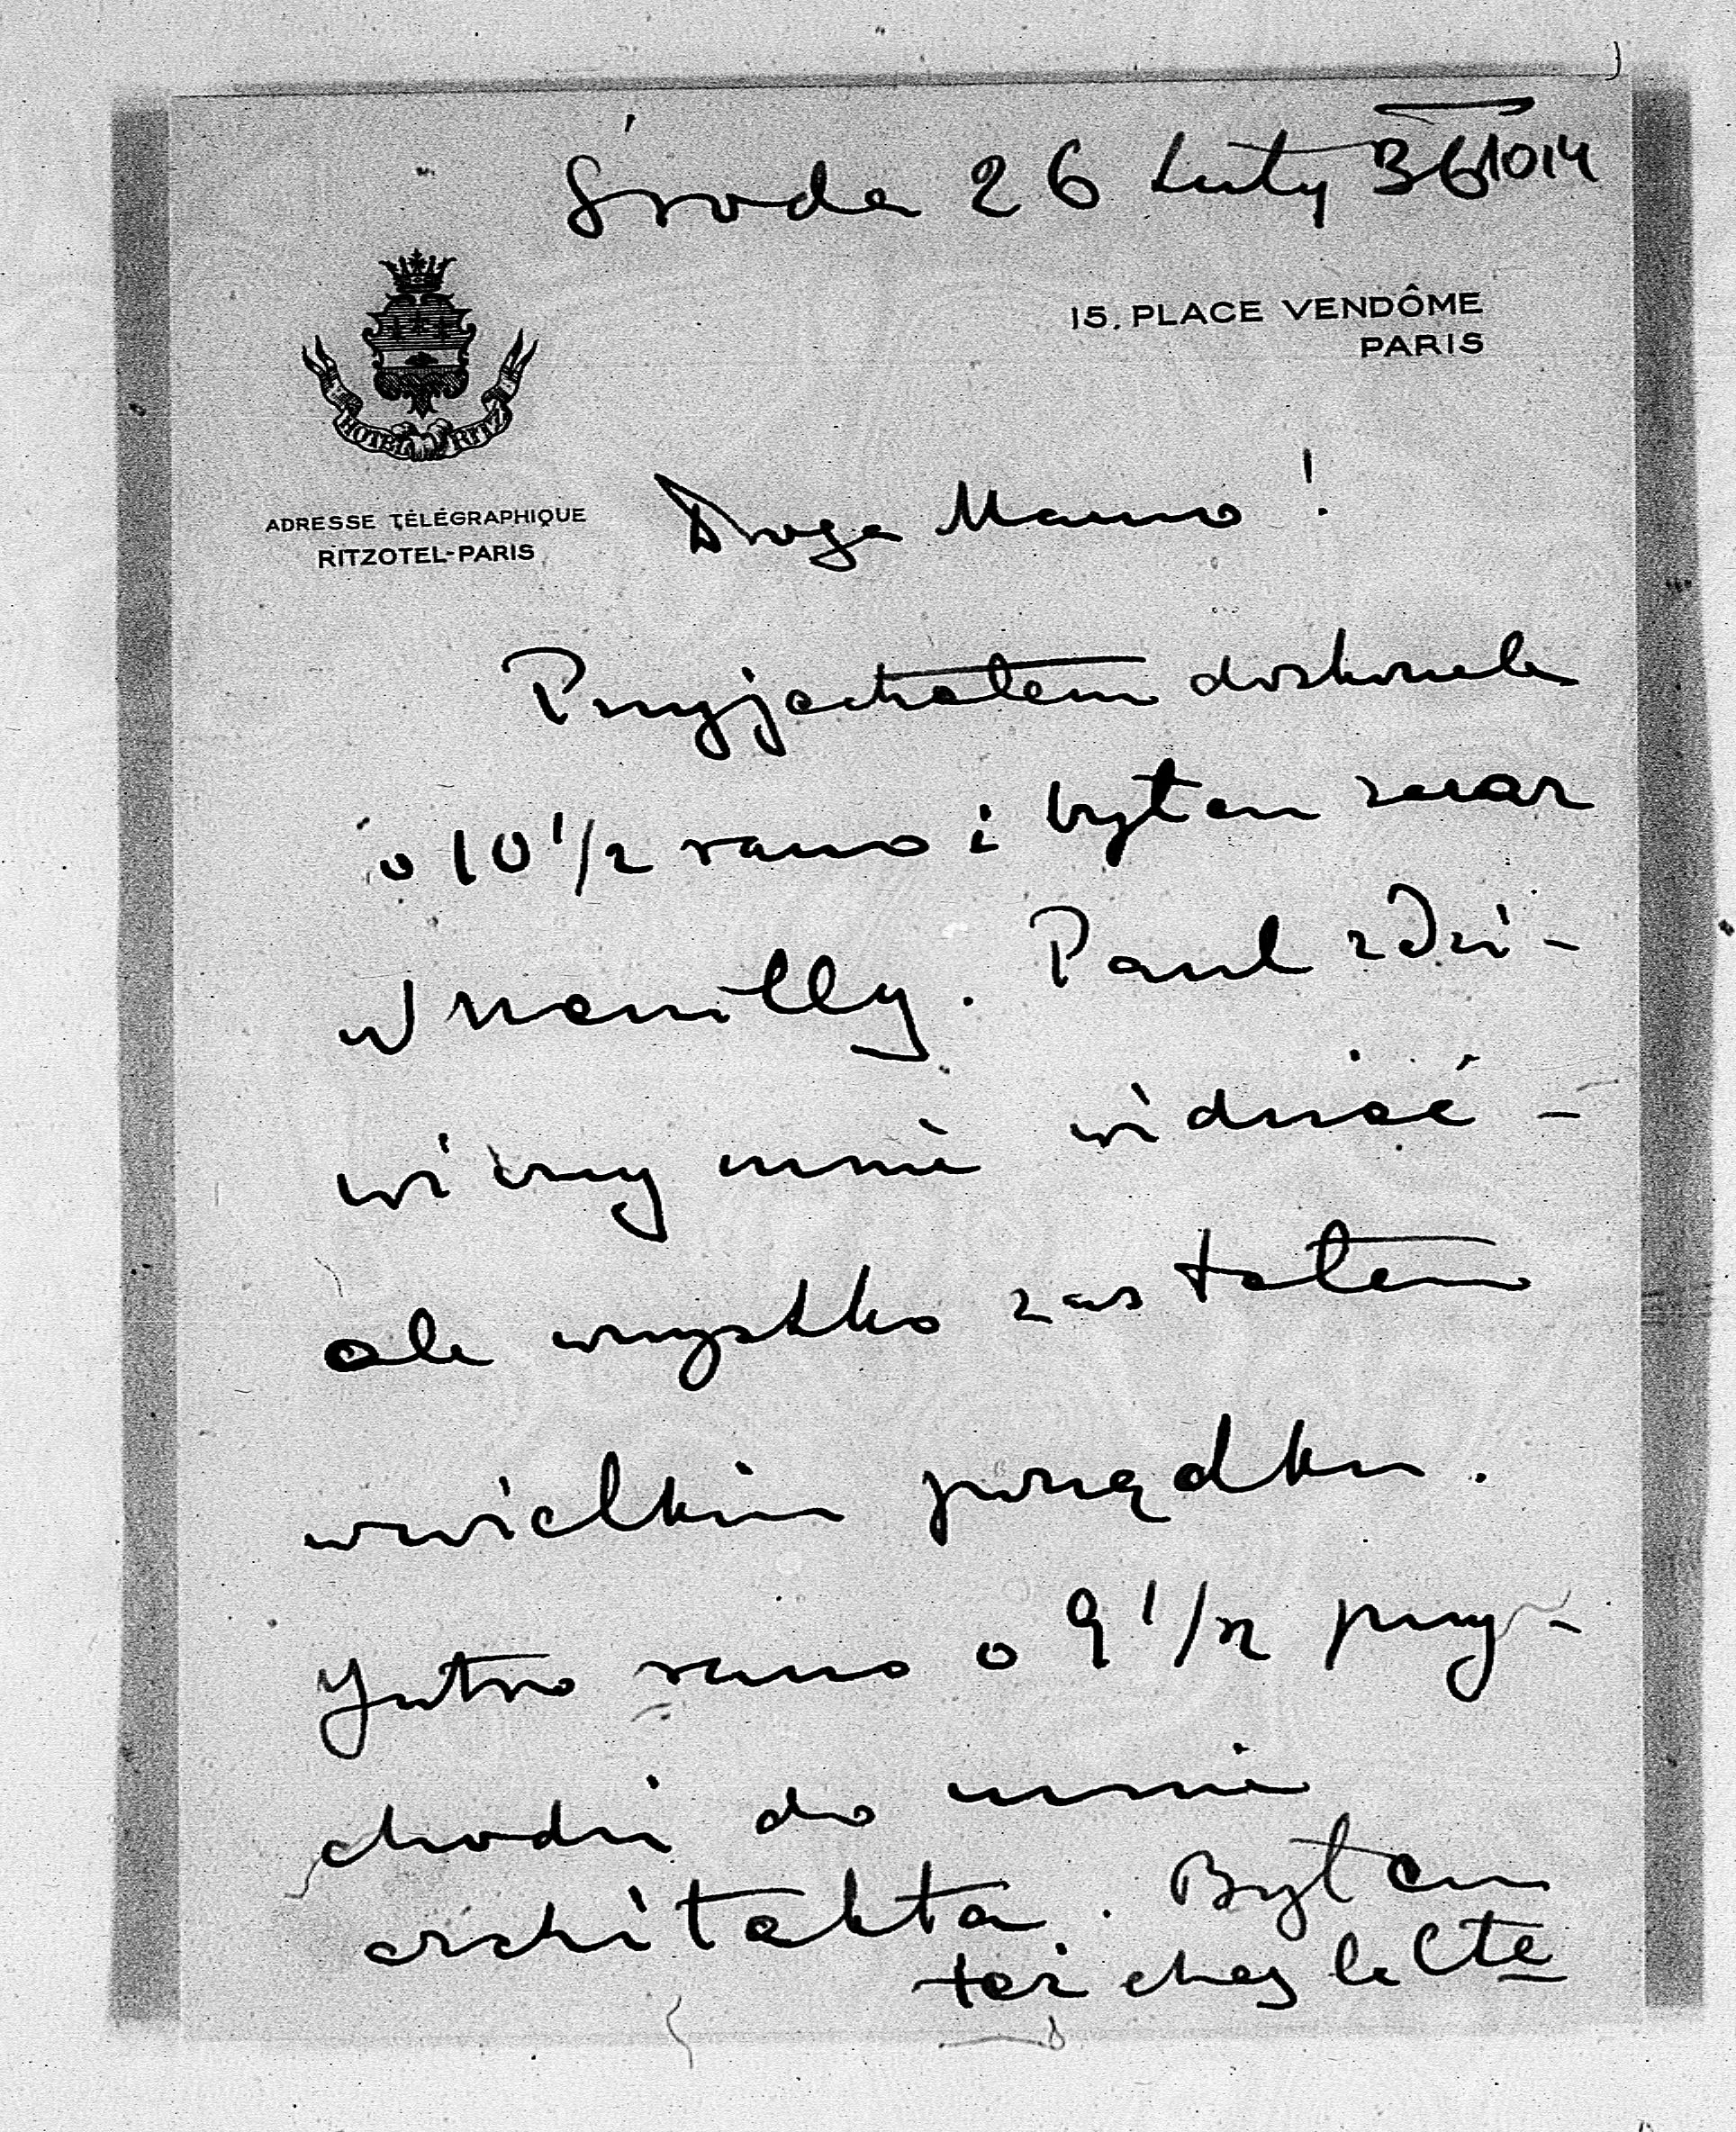 Środa 26 Luty 36
1014
15, PLACE VENDÔME
PARIS
HOTEL RITZ
ADRESSE TÉLÉGRAPHIQUE
RITZOTEL-PARIS
Droga Mamo!
Przyjechałem doskonale
o 10 1/2 rano i byłem zaraz
w Neuilly. Paul zdzi-
wiony mnie widzieć -
ale wszystko zastałem
w wielkim porządku.
Jutro rano o 9 1/2 przy-
chodzi do mnie
architekta. Byłem
też chez le Cte